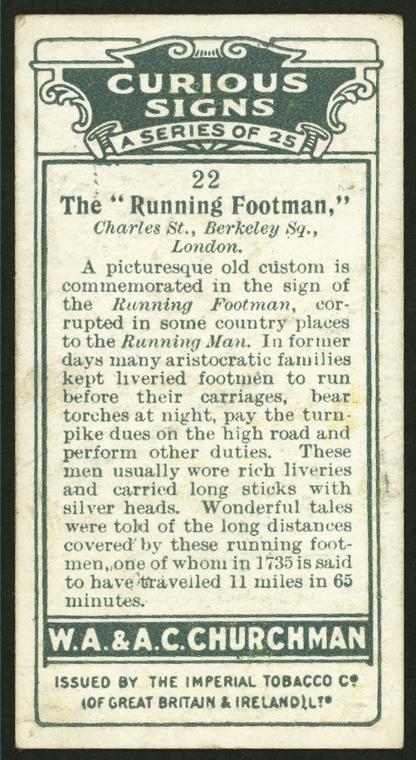 CURIOUS
SIGNS
A SERIES OF 25
22
The "Running Footman,"
Charles St., Berkeley Sq.,
London.
A picturesque old custom is
commemorated in the sign of
the Running Footman, cor-
rupted in some country places
to the Running Man. In former
days many aristocratic families
kept liveried footmen to run
before their carriages, bear
torches at night, pay the turn-
pike dues on the high road and
perform other duties. These
men usually wore rich liveries
and carried long sticks with
silver heads. Wonderful tales
were told of the long distances
covered by these running foot-
men, one of whom in 1735 is said
to have travelled 11 miles in 65
minutes.
W.A. & A.C. CHURCHMAN
ISSUED BY THE IMPERIAL TOBACCO Cº
(OF GREAT BRITAIN & IRELAND) LTº